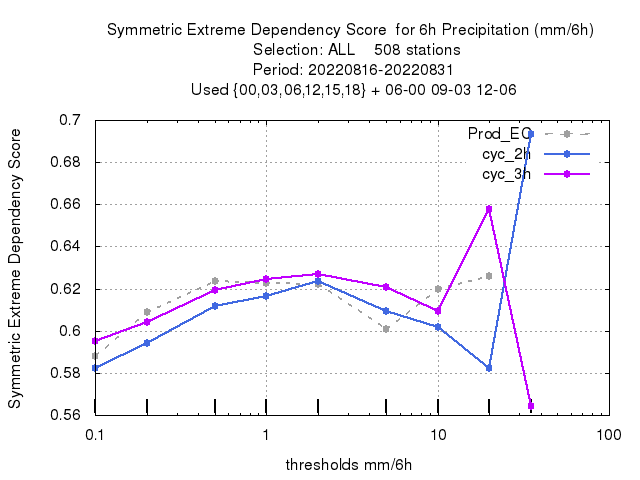 Symmetric Extreme Dependency Score  for 6h Precipitation (mm/6h)
Selection: ALL    508 stations
Period: 20220816-20220831
Used {00,03,06,12,15,18} + 06-00 09-03 12-06
Symmetric Extreme Dependency Score
0.7
0.68
0.66
0.64
0.62
0.6
0.58
0.56
Prod_EC
cyc_2h
cyc_3h
0.1 1 10 100
thresholds mm/6h